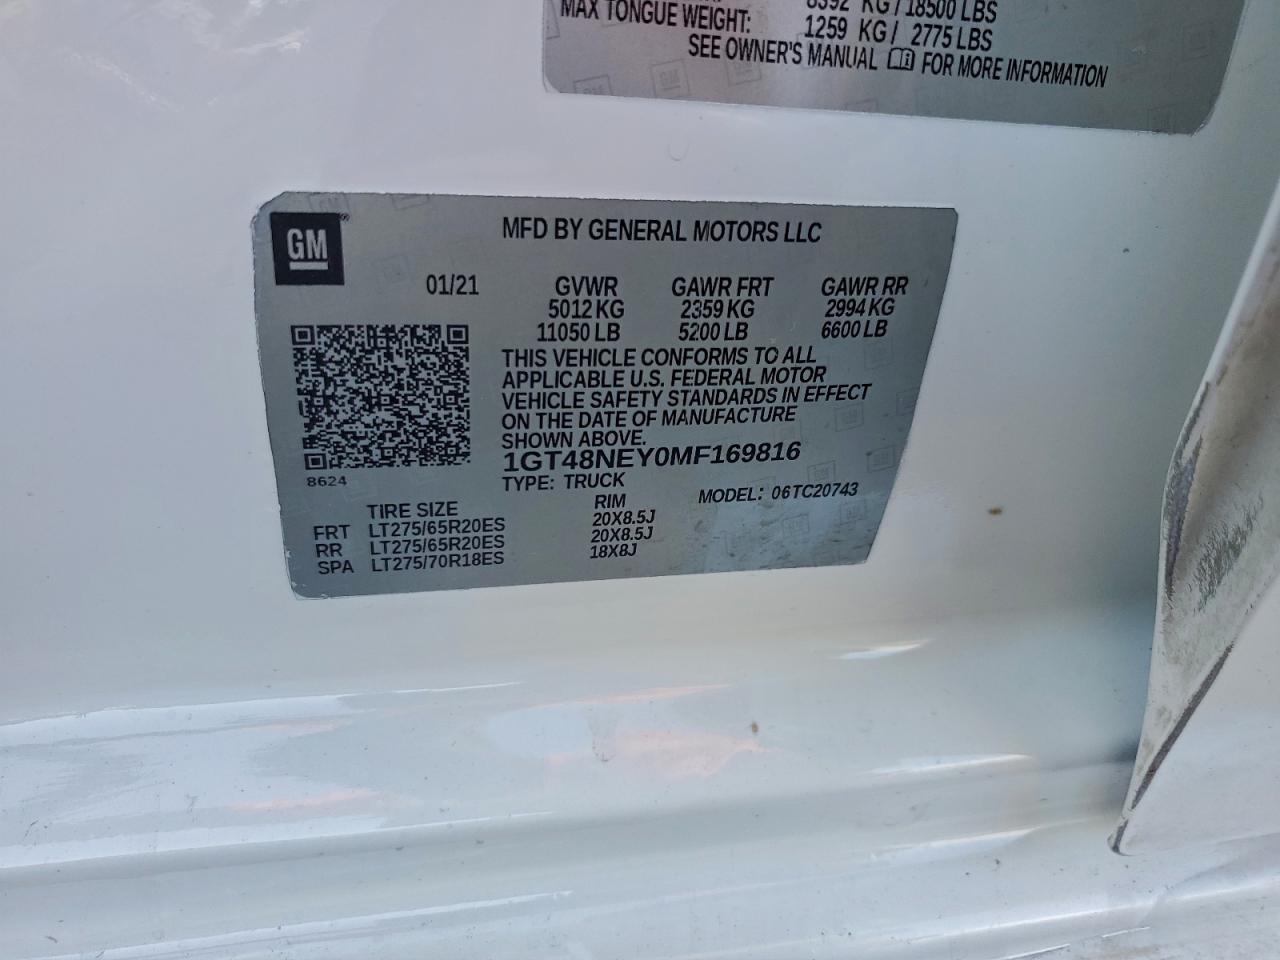 8392 KG / 18500 LBS
MAX TONGUE WEIGHT: 1259 KG / 2775 LBS
SEE OWNER'S MANUAL FOR MORE INFORMATION
GM®
MFD BY GENERAL MOTORS LLC
01/21 GVWR GAWR FRT GAWR RR
5012 KG 2359 KG 2994 KG
11050 LB 5200 LB 6600 LB
THIS VEHICLE CONFORMS TO ALL
APPLICABLE U.S. FEDERAL MOTOR
VEHICLE SAFETY STANDARDS IN EFFECT
ON THE DATE OF MANUFACTURE
SHOWN ABOVE.
1GT48NEY0MF169816
8624
TYPE: TRUCK MODEL: 06TC20743
TIRE SIZE RIM
FRT LT275/65R20ES 20X8.5J
RR LT275/65R20ES 20X8.5J
SPA LT275/70R18ES 18X8J